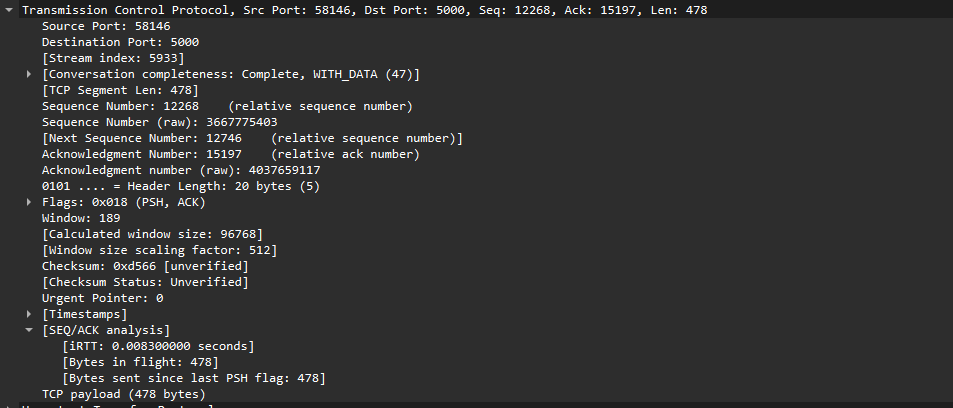 Transmission Control Protocol, Src Port: 58146, Dst Port: 5000, Seq: 12268, Ack: 15197, Len: 478
Source Port: 58146
Destination Port: 5000
[Stream index: 5933]
[Conversation completeness: Complete, WITH_DATA (47)]
[TCP Segment Len: 478]
Sequence Number: 12268    (relative sequence number)
Sequence Number (raw): 3667775403
[Next Sequence Number: 12746    (relative sequence number)]
Acknowledgment Number: 15197    (relative ack number)
Acknowledgment number (raw): 4037659117
0101 .... = Header Length: 20 bytes (5)
Flags: 0x018 (PSH, ACK)
Window: 189
[Calculated window size: 96768]
[Window size scaling factor: 512]
Checksum: 0xd566 [unverified]
[Checksum Status: Unverified]
Urgent Pointer: 0
[Timestamps]
[SEQ/ACK analysis]
[iRTT: 0.008300000 seconds]
[Bytes in flight: 478]
[Bytes sent since last PSH flag: 478]
TCP payload (478 bytes)